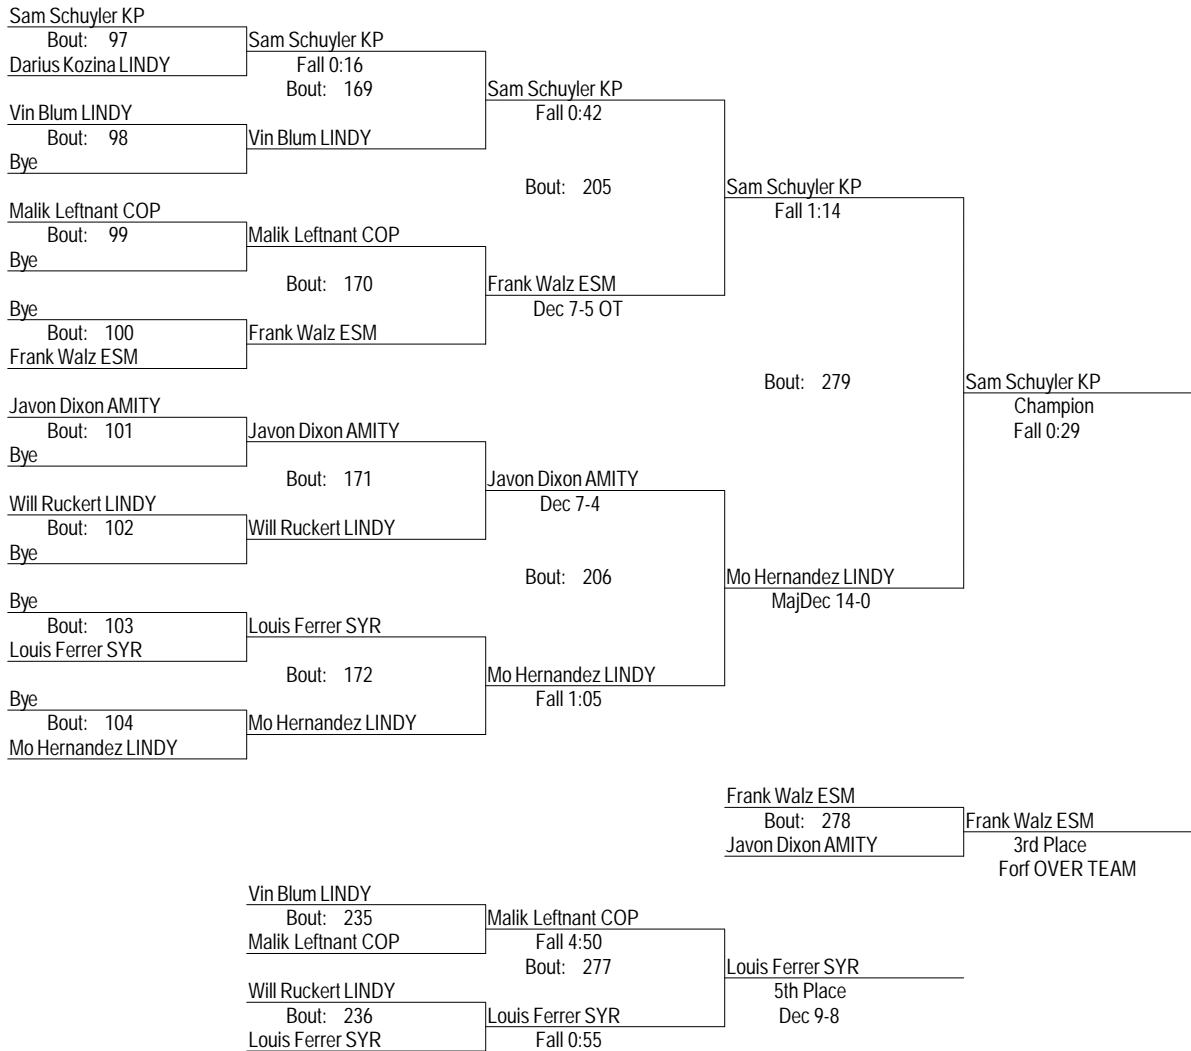 Sam Schuyler KP
Bout: 97
Darius Kozina LINDY
Vin Blum LINDY
Bout: 98
Bye
Malik Leftnant COP
Bout: 99
Bye
Bye
Bout: 100
Frank Walz ESM
Javon Dixon AMITY
Bout: 101
Bye
Will Ruckert LINDY
Bout: 102
Bye
Bye
Bout: 103
Louis Ferrer SYR
Bye
Bout: 104
Mo Hernandez LINDY
Sam Schuyler KP
Fall 0:16
Bout: 169
Vin Blum LINDY
Malik Leftnant COP
Bout: 170
Frank Walz ESM
Javon Dixon AMITY
Bout: 171
Will Ruckert LINDY
Louis Ferrer SYR
Bout: 172
Mo Hernandez LINDY
Sam Schuyler KP
Fall 0:42
Bout: 205
Frank Walz ESM
Dec 7-5 OT
Javon Dixon AMITY
Dec 7-4
Bout: 206
Mo Hernandez LINDY
Fall 1:05
Sam Schuyler KP
Fall 1:14
Bout: 279
Mo Hernandez LINDY
MajDec 14-0
Sam Schuyler KP
Champion
Fall 0:29
Frank Walz ESM
Bout: 278
Javon Dixon AMITY
Frank Walz ESM
3rd Place
Forf OVER TEAM
Vin Blum LINDY
Bout: 235
Malik Leftnant COP
Will Ruckert LINDY
Bout: 236
Louis Ferrer SYR
Malik Leftnant COP
Fall 4:50
Bout: 277
Louis Ferrer SYR
Fall 0:55
Louis Ferrer SYR
5th Place
Dec 9-8